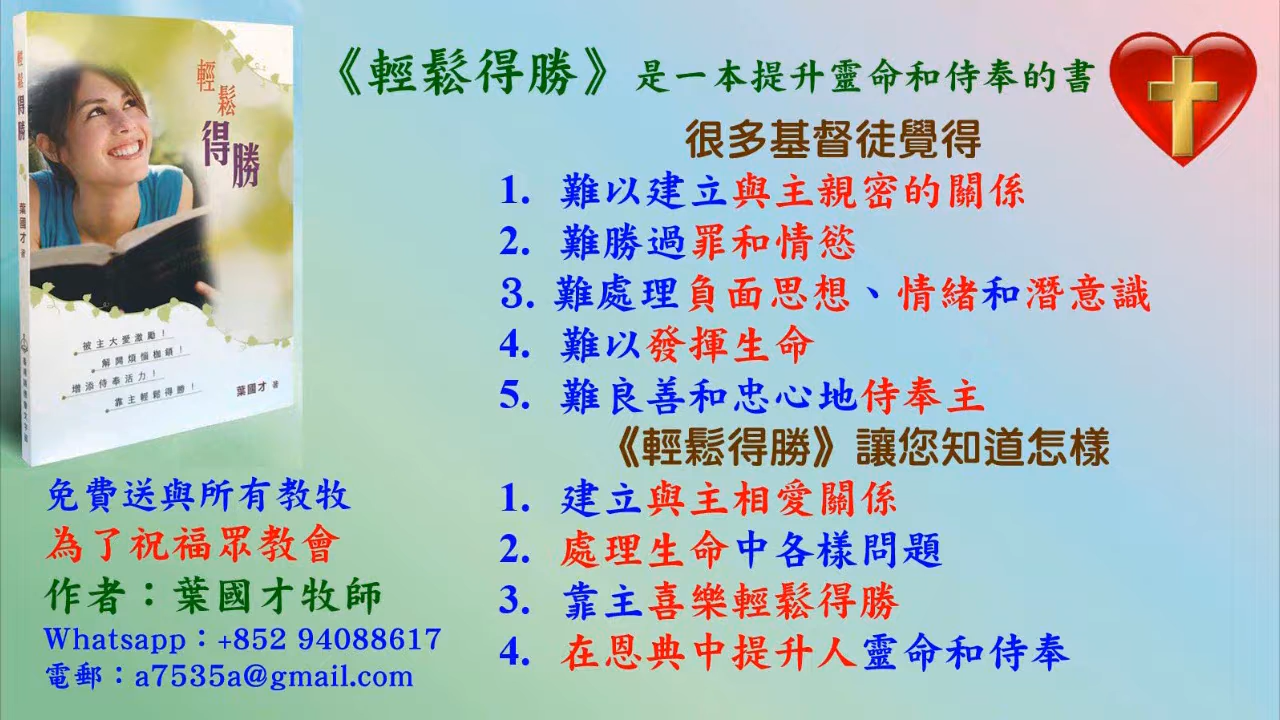 輕鬆得勝
葉國才 著
輕鬆
得勝
被主大愛激勵！
解開煩惱枷鎖！
增添侍奉活力！
靠主輕鬆得勝！
葉國才 著
《輕鬆得勝》是一本提升靈命和侍奉的書
很多基督徒覺得
1. 難以建立與主親密的關係
2. 難勝過罪和情慾
3. 難處理負面思想、情緒和潛意識
4. 難以發揮生命
5. 難良善和忠心地侍奉主
《輕鬆得勝》讓您知道怎樣
1. 建立與主相愛關係
2. 處理生命中各樣問題
3. 靠主喜樂輕鬆得勝
4. 在恩典中提升人靈命和侍奉
免費送與所有教牧
為了祝福眾教會
作者：葉國才牧師
Whatsapp：+852 94088617
電郵：a7535a@gmail.com